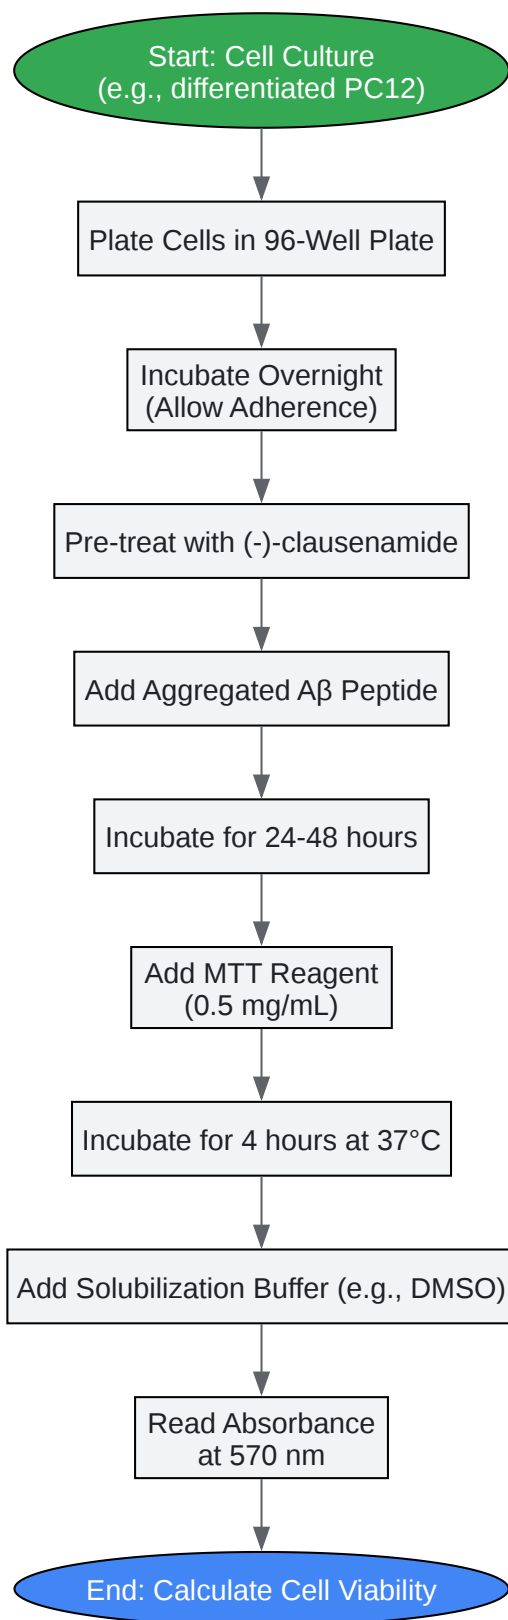 Start: Cell Culture
(e.g., differentiated PC12)
Plate Cells in 96-Well Plate
Incubate Overnight
(Allow Adherence)
Pre-treat with (-)-clausenamide
Add Aggregated Aβ Peptide
Incubate for 24-48 hours
Add MTT Reagent
(0.5 mg/mL)
Incubate for 4 hours at 37°C
Add Solubilization Buffer (e.g., DMSO)
Read Absorbance
at 570 nm
End: Calculate Cell Viability